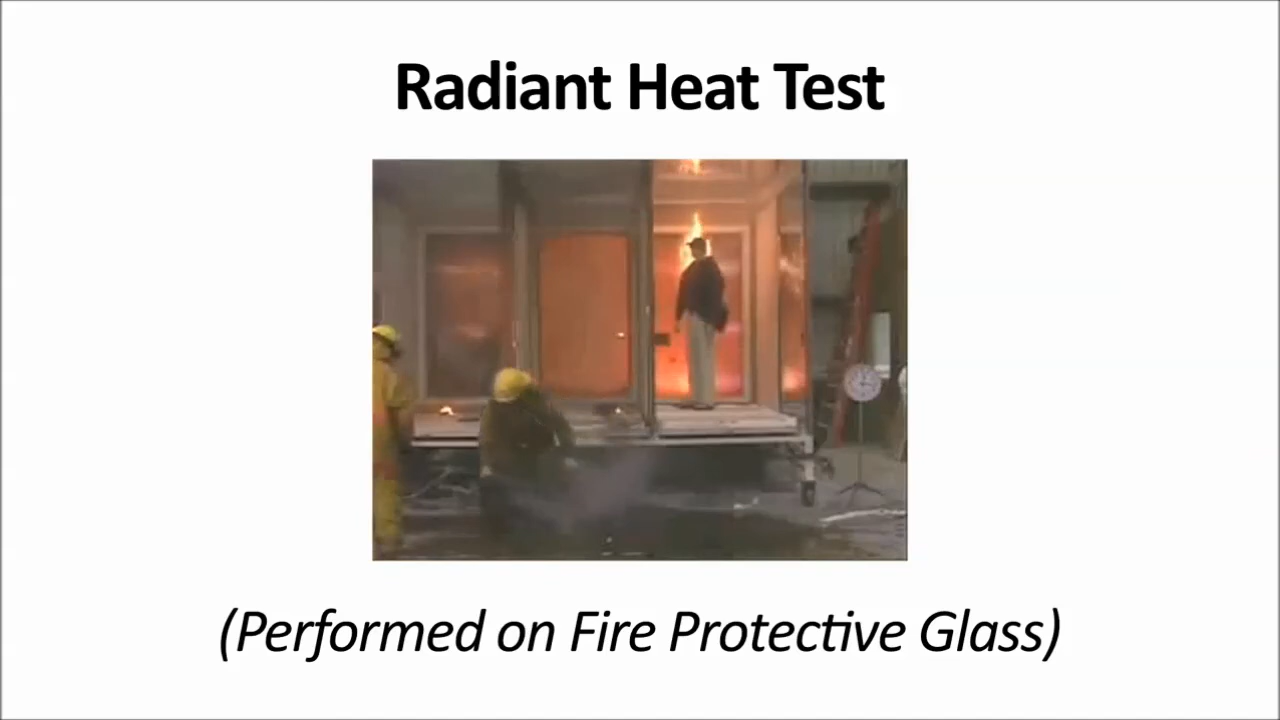 Radiant Heat Test
(Performed on Fire Protective Glass)